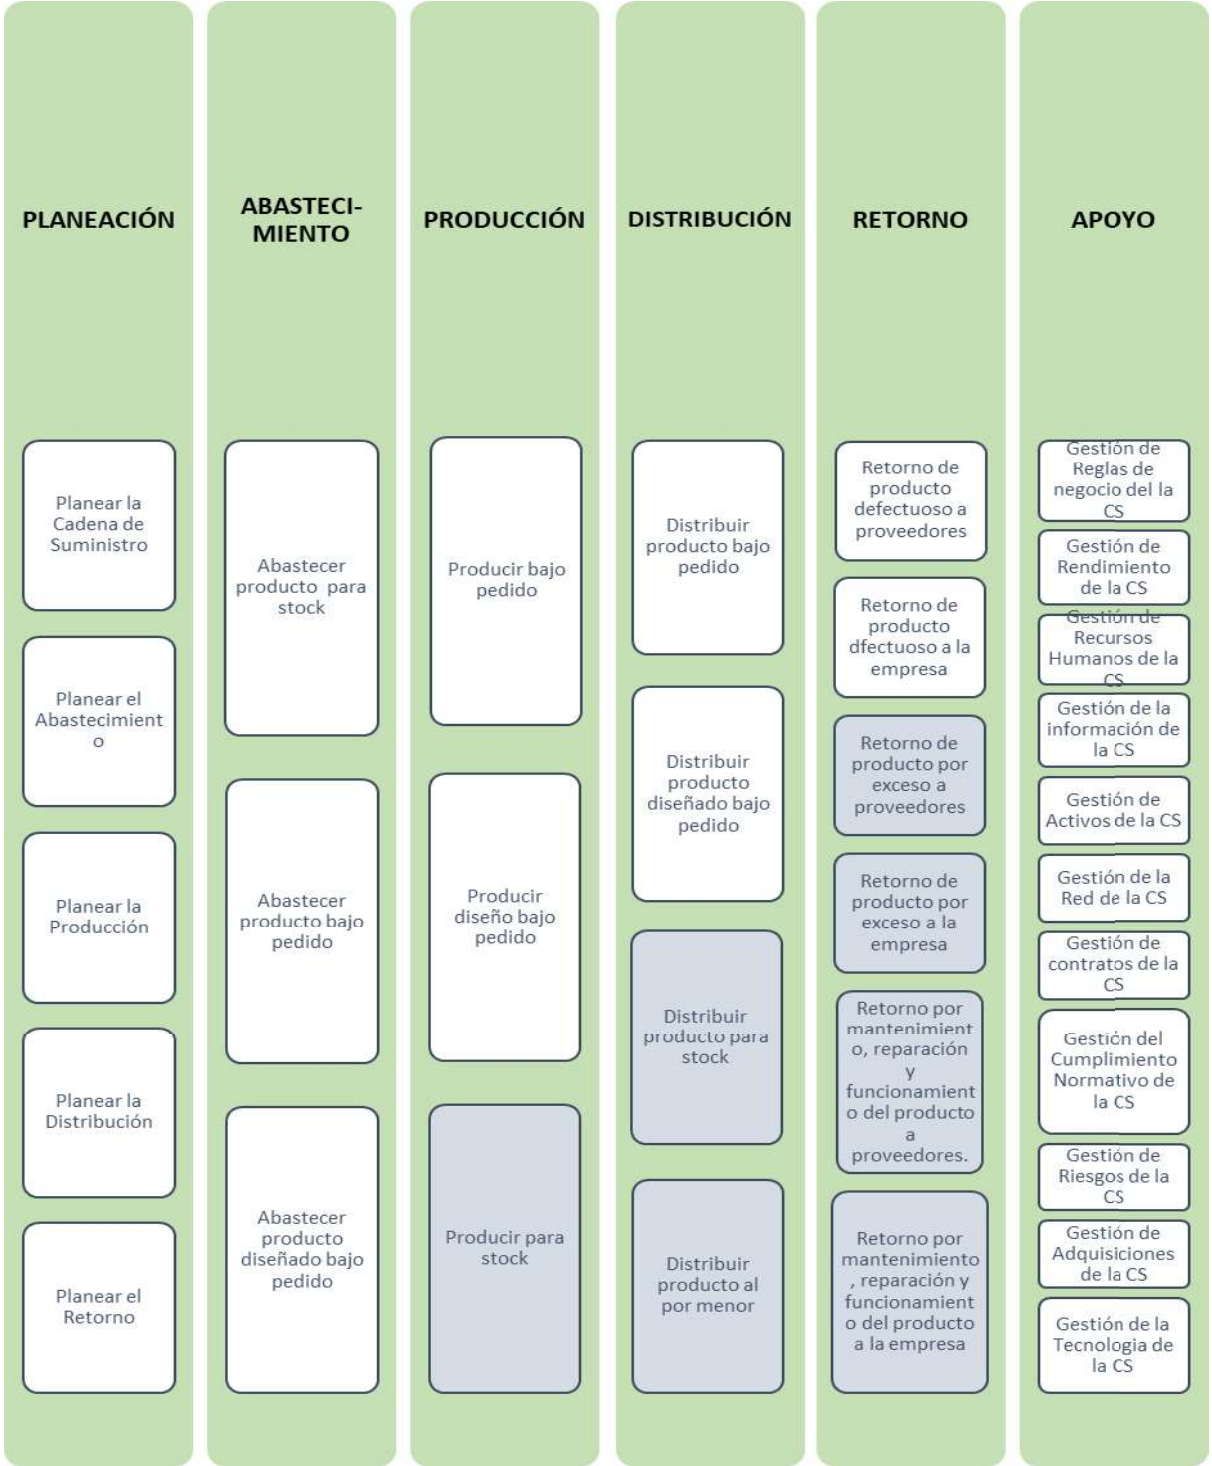 PLANEACIÓN
Planear la
Cadena de
Suministro
Planear el
Abastecimient
o
Planear la
Producción
Planear la
Distribución
Planear el
Retorno
ABASTECI-
MIENTO
Abastecer
producto para
stock
Abastecer
producto bajo
pedido
Abastecer
producto
diseñado bajo
pedido
PRODUCCIÓN
Producir bajo
pedido
Producir
diseño bajo
pedido
Producir para
stock
DISTRIBUCIÓN
Distribuir
producto bajo
pedido
Distribuir
producto
diseñado bajo
pedido
Distribuir
producto para
stock
Distribuir
producto al
por menor
RETORNO
Retorno de
producto
defectuoso a
proveedores
Retorno de
producto
dfectuoso a la
empresa
Retorno de
producto por
exceso a
proveedores
Retorno de
producto por
exceso a la
empresa
Retorno por
mantenimient
o, reparación
y
funcionamient
o del producto
a
proveedores.
Retorno por
mantenimiento
, reparación y
funcionamient
o del producto
a la empresa
APOYO
Gestión de
Reglas de
negocio del la
CS
Gestión de
Rendimiento
de la CS
Gestión de
Recursos
Humanos de la
CS
Gestión de la
información de
la CS
Gestión de
Activos de la CS
Gestión de la
Red de la CS
Gestión de
contratos de la
CS
Gestión del
Cumplimiento
Normativo de
la CS
Gestión de
Riesgos de la
CS
Gestión de
Adquisiciones
de la CS
Gestión de la
Tecnologia de
la CS